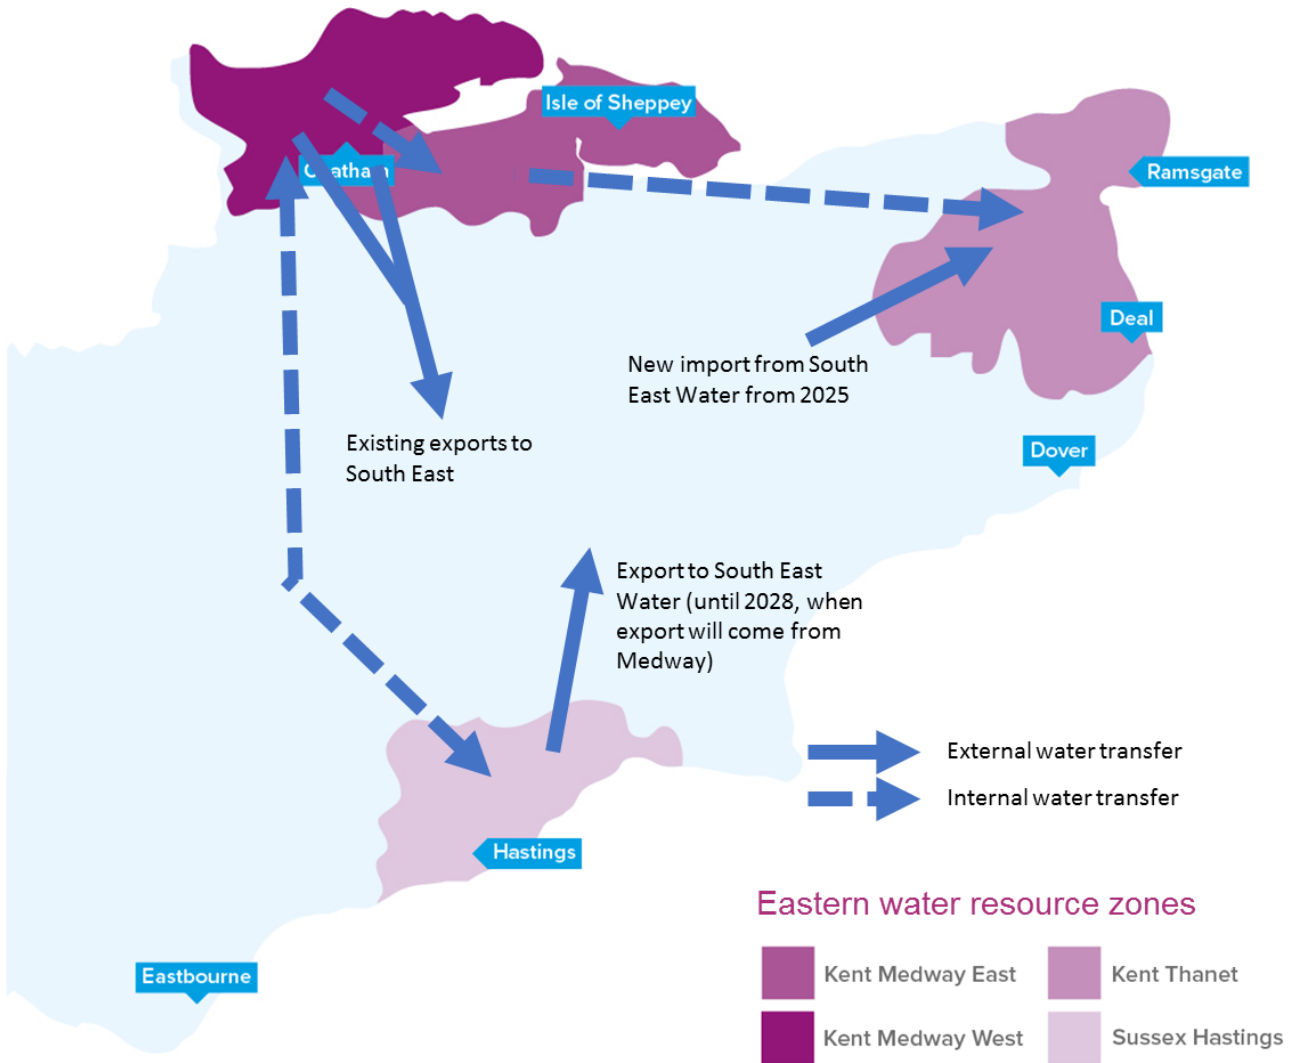 Isle of Sheppey
Chatham
Ramsgate
Deal
New import from South
East Water from 2025
Existing exports to
South East
Dover
Export to South East
Water (until 2028, when
export will come from
Medway)
External water transfer
Internal water transfer
Hastings
Eastbourne
Eastern water resource zones
Kent Medway East
Kent Thanet
Kent Medway West
Sussex Hastings